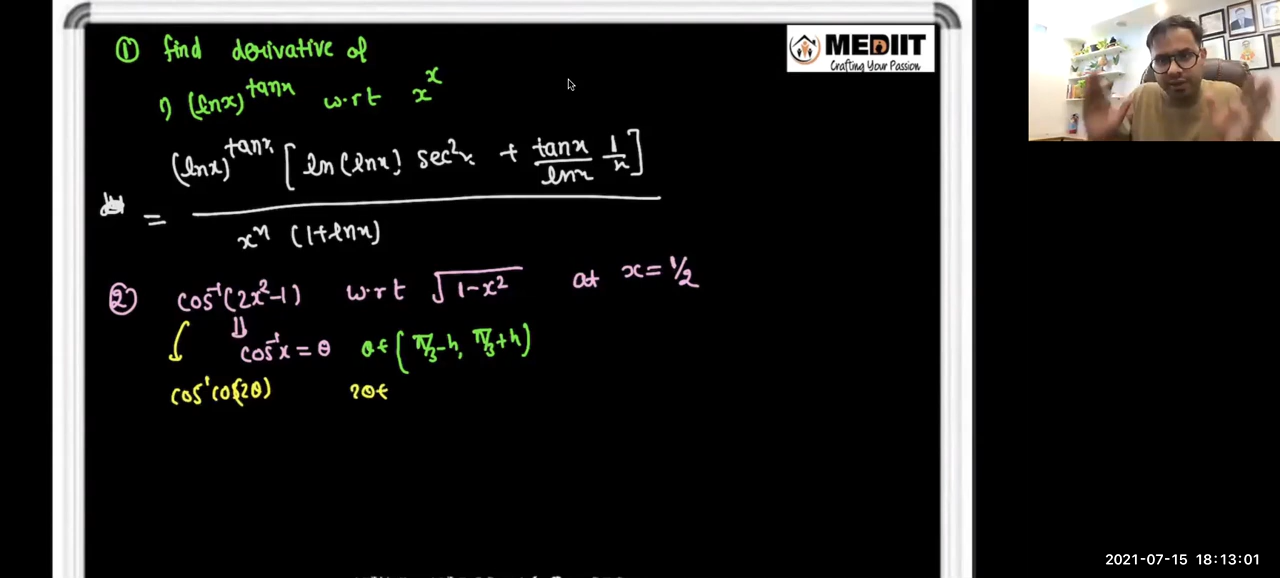 ① find derivative of
1) (lnx)^tanx w.r.t x^x
= (lnx)^tanx [ln(lnx) sec²x + tanx/lnx 1/x] / x^x (1+lnx)
② cos⁻¹(2x²-1) w.r.t √(1-x²) at x=1/2
cos⁻¹x = θ θ∈(π/3-h, π/3+h)
cos⁻¹cos(2θ) 2θ∈
MEDIIT
Crafting Your Passion
2021-07-15 18:13:01